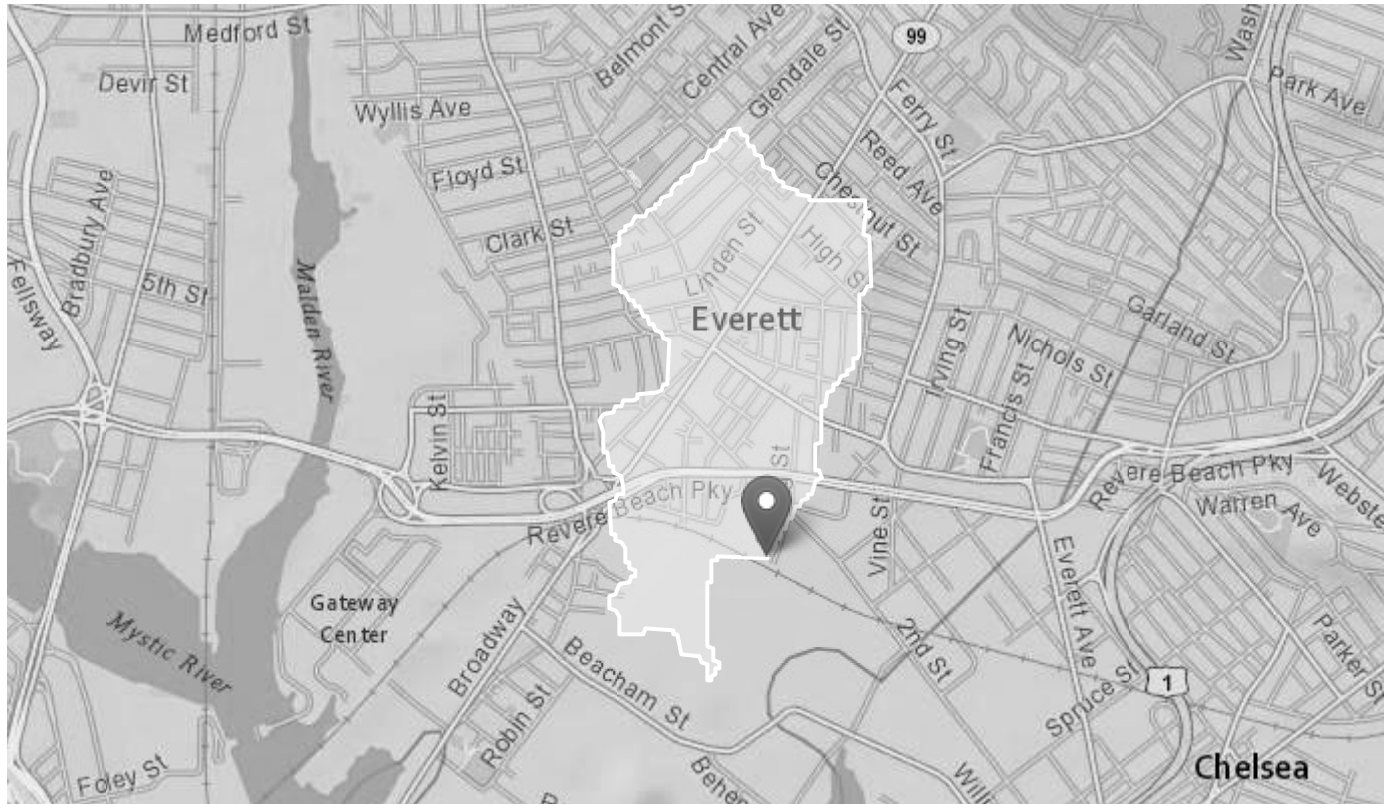 Medford St
Belmont St
Central Ave
Glendale St
99
Wash
Devir St
Park Ave
Wyllis Ave
Ferry St
Reed Ave
Floyd St
Chestnut St
Bradbury Ave
Clark St
Linden St
High St
Fellsway
5th St
Malden River
Garland St
Everett
Irving St
Nichols St
Francis St
Kelvin St
St
Revere Beach Pky
Revere Beach Pky
Webste
Warren Ave
Vine St
Everett Ave
Gateway
Center
Mystic River
Broadway
2nd St
Parker St
Beacham St
Spruce St
1
Robin St
Chelsea
Foley St
Behen
Willi